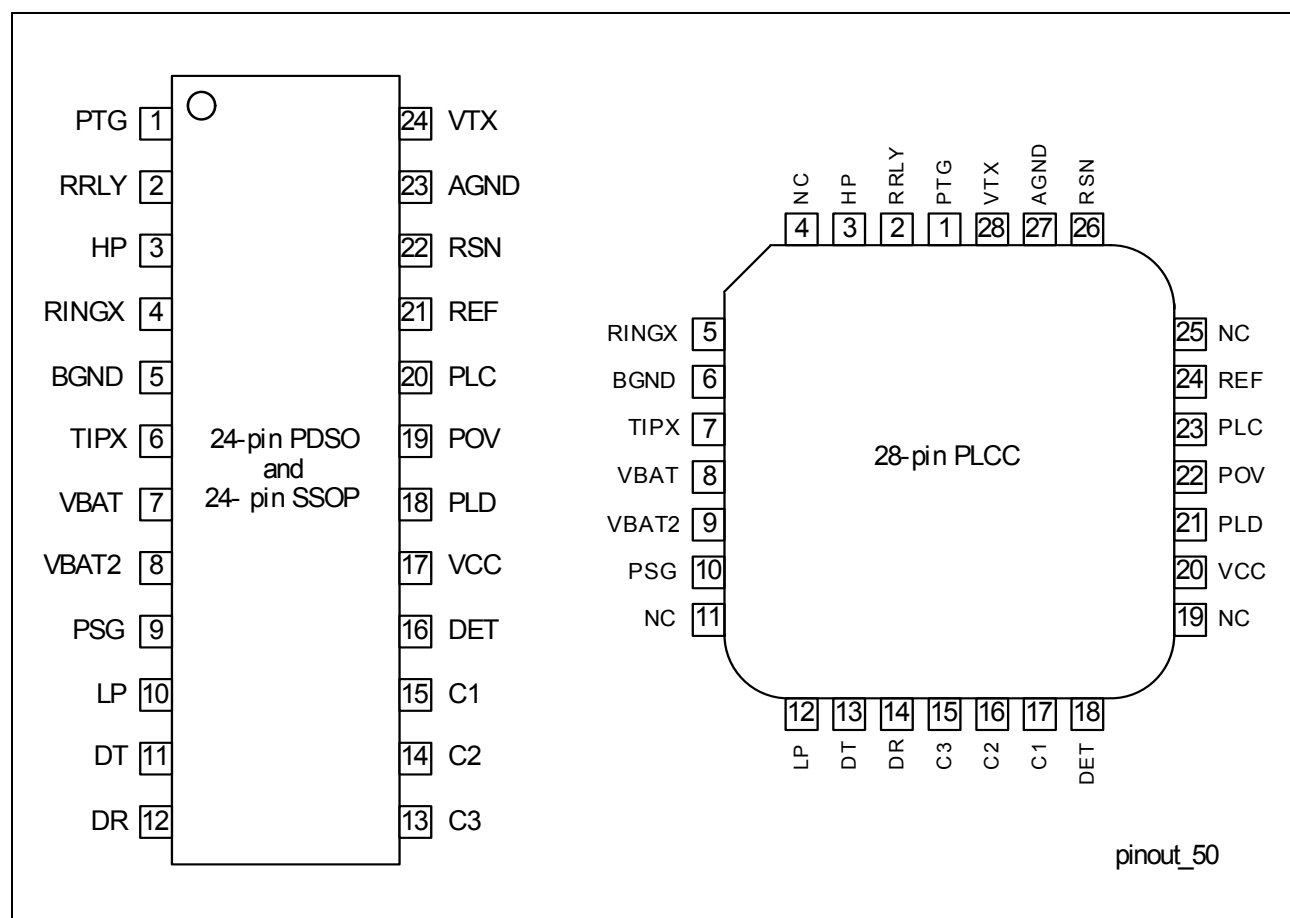 PTG 1
RRLY 2
HP 3
RINGX 4
BGND 5
TIPX 6
VBAT 7
VBAT2 8
PSG 9
LP 10
DT 11
DR 12
24-pin PDSO
and
24- pin SSOP
24 VTX
23 AGND
22 RSN
21 REF
20 PLC
19 POV
18 PLD
17 VCC
16 DET
15 C1
14 C2
13 C3
NC HP RRLY PTG VTX AGND RSN
4 3 2 1 28 27 26
RINGX 5
BGND 6
TIPX 7
VBAT 8
VBAT2 9
PSG 10
NC 11
28-pin PLCC
25 NC
24 REF
23 PLC
22 POV
21 PLD
20 VCC
19 NC
12 13 14 15 16 17 18
LP DT DR C3 C2 C1 DET
pinout_50